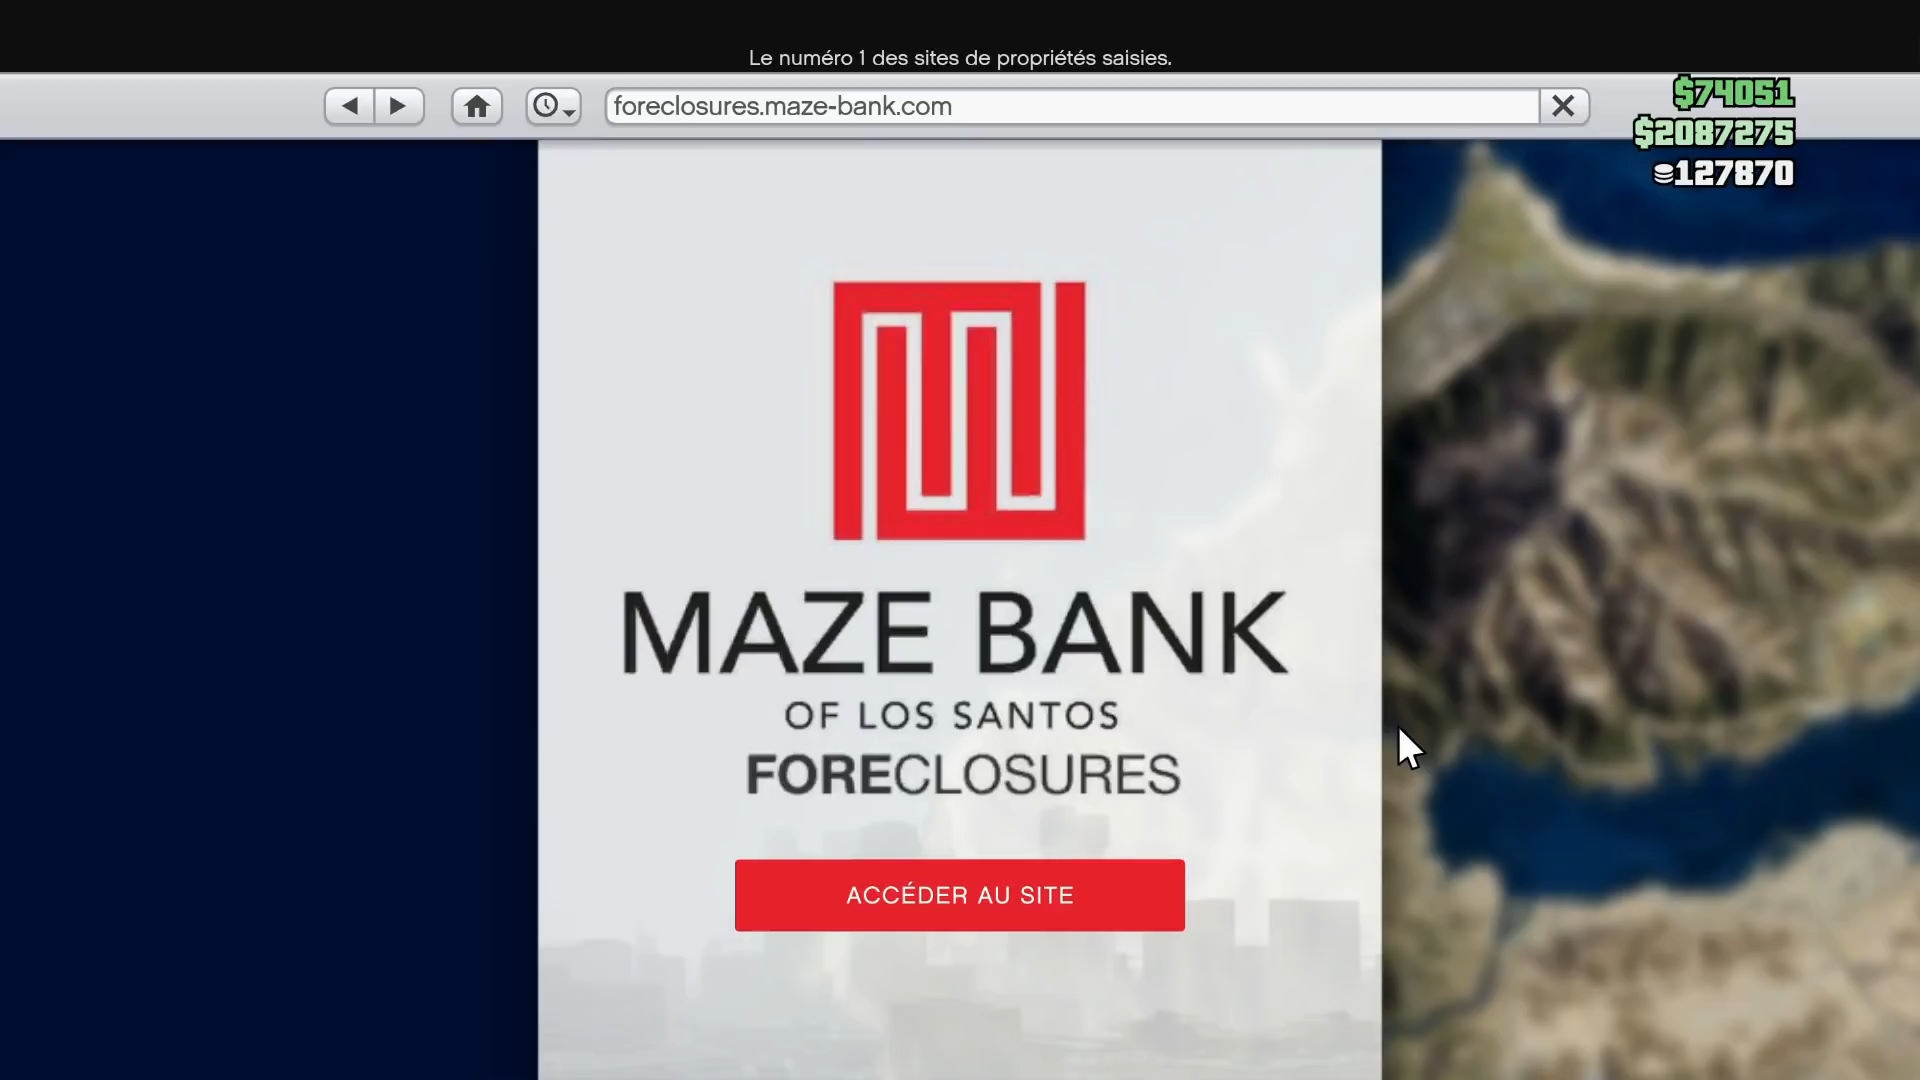 Le numéro 1 des sites de propriétés saisies.
foreclosures.maze-bank.com
$74051
$2087275
127870
MAZE BANK
OF LOS SANTOS
FORECLOSURES
ACCÉDER AU SITE